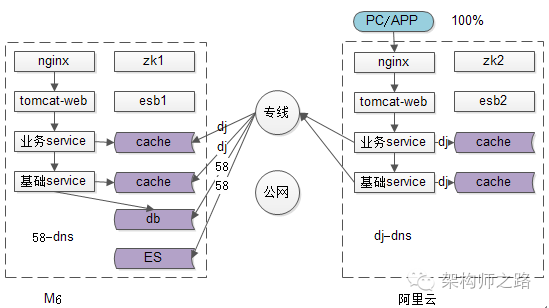 PC/APP 100%
nginx zk1
tomcat-web esb1
业务service cache
基础service cache
db
58-dns
ES
M6
dj
dj
58
58
专线
公网
nginx zk2
tomcat-web esb2
业务service dj cache
基础service dj cache
dj-dns
阿里云
架构师之路